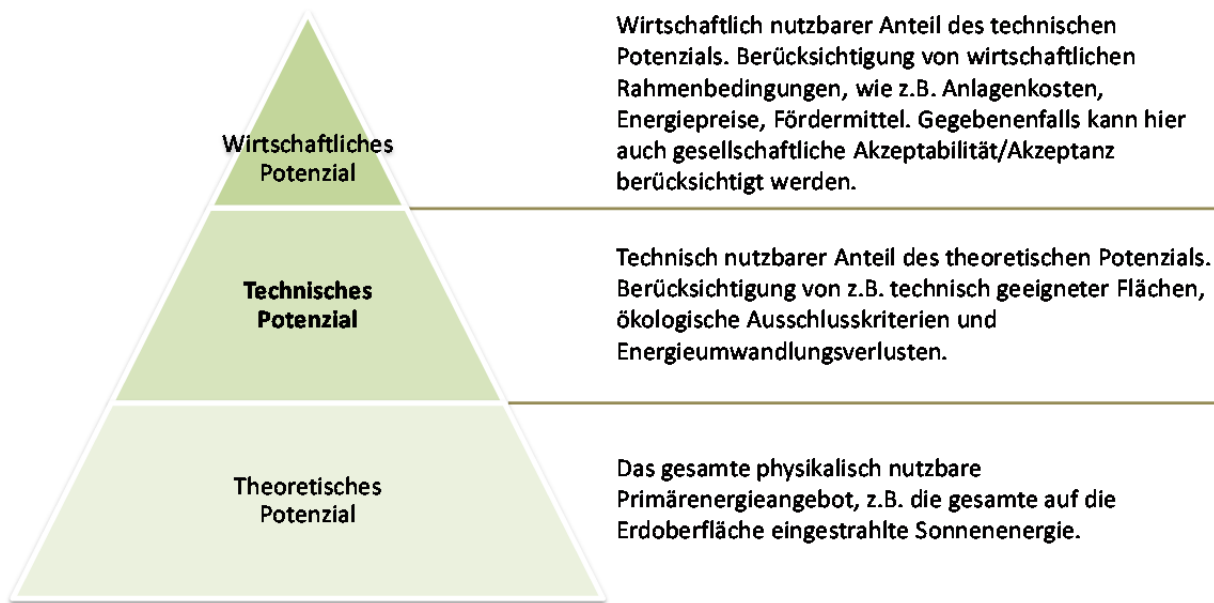 Wirtschaftliches
Potenzial
Wirtschaftlich nutzbarer Anteil des technischen
Potenzials. Berücksichtigung von wirtschaftlichen
Rahmenbedingungen, wie z.B. Anlagenkosten,
Energiepreise, Fördermittel. Gegebenenfalls kann hier
auch gesellschaftliche Akzeptabilität/Akzeptanz
berücksichtigt werden.
Technisches
Potenzial
Technisch nutzbarer Anteil des theoretischen Potenzials.
Berücksichtigung von z.B. technisch geeigneter Flächen,
ökologische Ausschlusskriterien und
Energieumwandlungsverlusten.
Theoretisches
Potenzial
Das gesamte physikalisch nutzbare
Primärenergieangebot, z.B. die gesamte auf die
Erdoberfläche eingestrahlte Sonnenenergie.